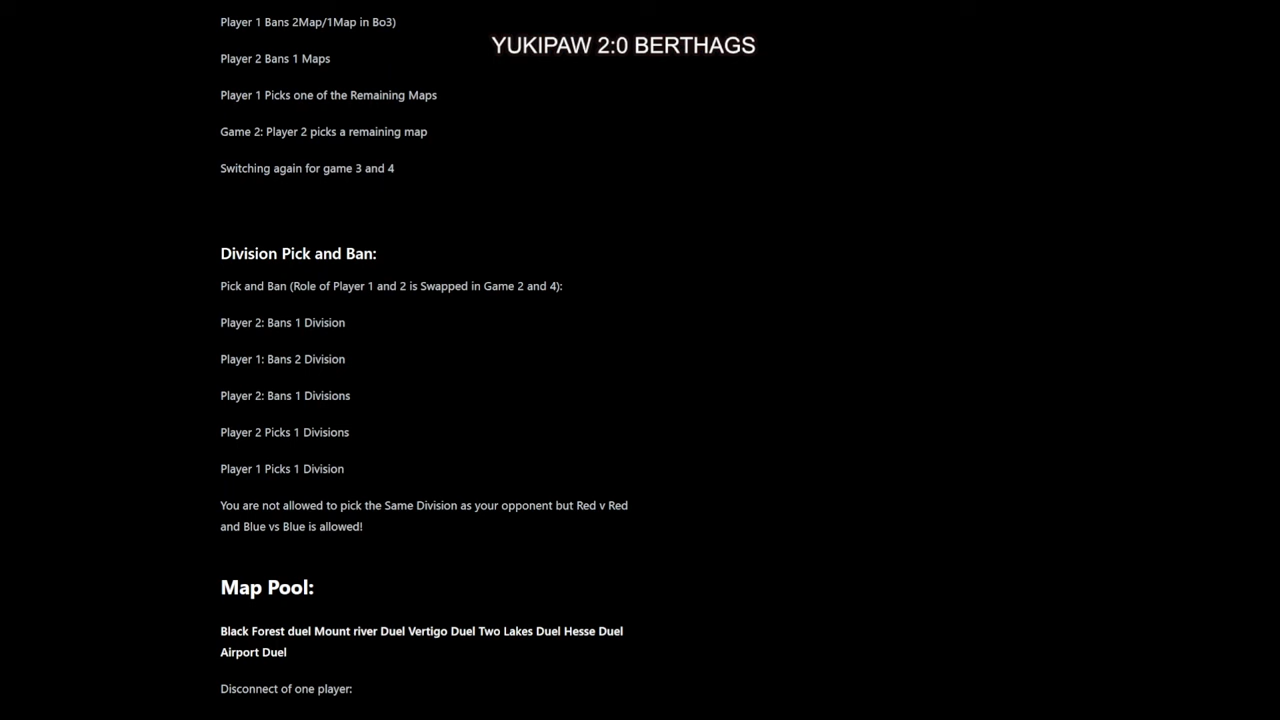 Player 1 Bans 2Map/1Map in Bo3)
YUKIPAW 2:0 BERTHAGS
Player 2 Bans 1 Maps
Player 1 Picks one of the Remaining Maps
Game 2: Player 2 picks a remaining map
Switching again for game 3 and 4
Division Pick and Ban:
Pick and Ban (Role of Player 1 and 2 is Swapped in Game 2 and 4):
Player 2: Bans 1 Division
Player 1: Bans 2 Division
Player 2: Bans 1 Divisions
Player 2 Picks 1 Divisions
Player 1 Picks 1 Division
You are not allowed to pick the Same Division as your opponent but Red v Red
and Blue vs Blue is allowed!
Map Pool:
Black Forest duel Mount river Duel Vertigo Duel Two Lakes Duel Hesse Duel
Airport Duel
Disconnect of one player: